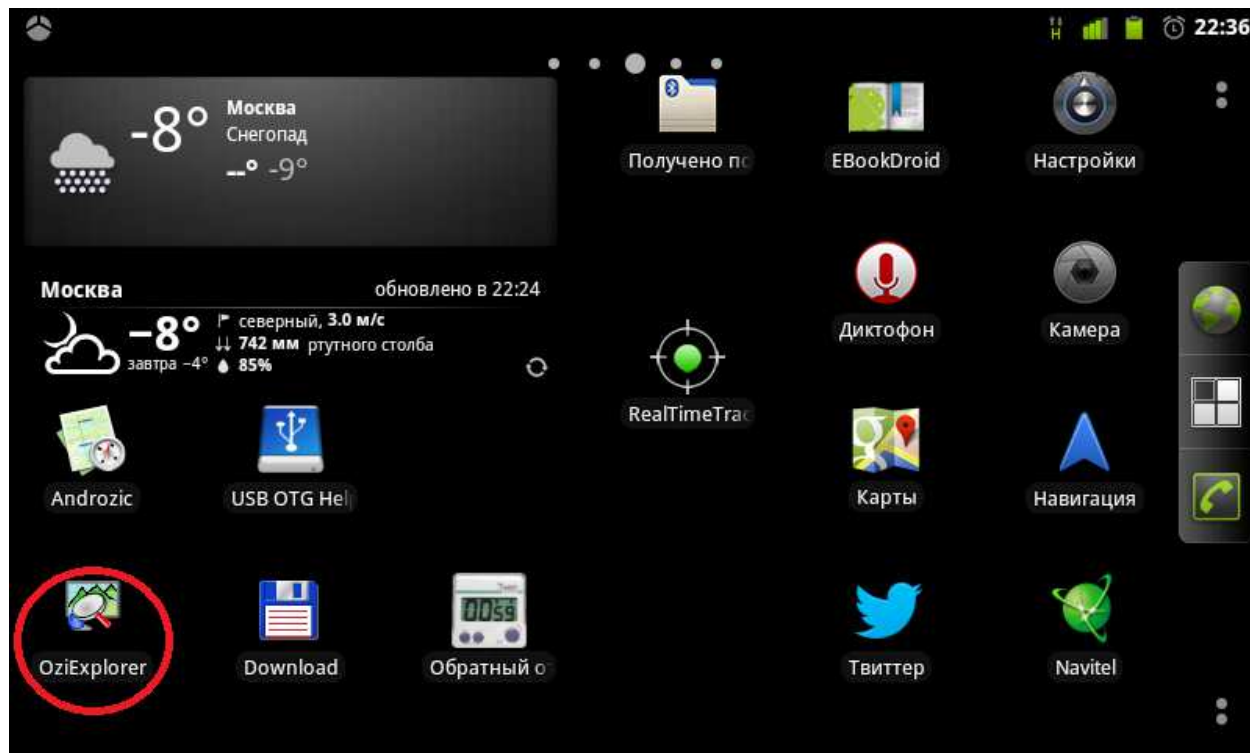 H 22:36
-8° Москва
Снегопад
--° -9°
Получено по
EBookDroid
Настройки
Москва
обновлено в 22:24
–8°
северный, 3.0 м/с
742 мм ртутного столба
завтра –4°
85%
Диктофон
Камера
RealTimeTrac
Androzic
USB OTG Hel
Карты
Навигация
00:59
OziExplorer
Download
Обратный о
Твиттер
Navitel